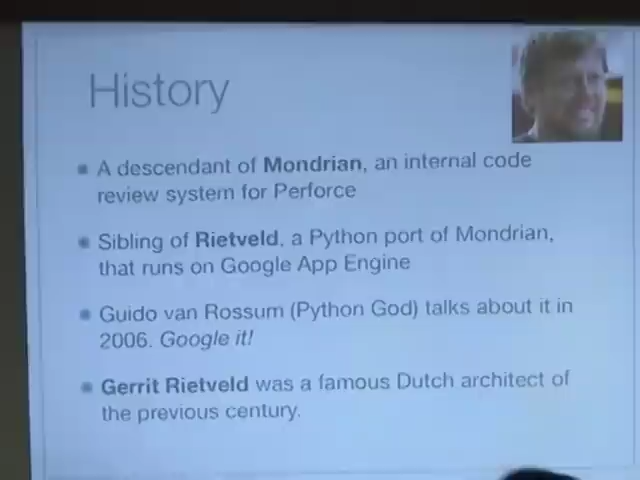 History
A descendant of Mondrian, an internal code
review system for Perforce
Sibling of Rietveld, a Python port of Mondrian,
that runs on Google App Engine
Guido van Rossum (Python God) talks about it in
2006. Google it!
Gerrit Rietveld was a famous Dutch architect of
the previous century.